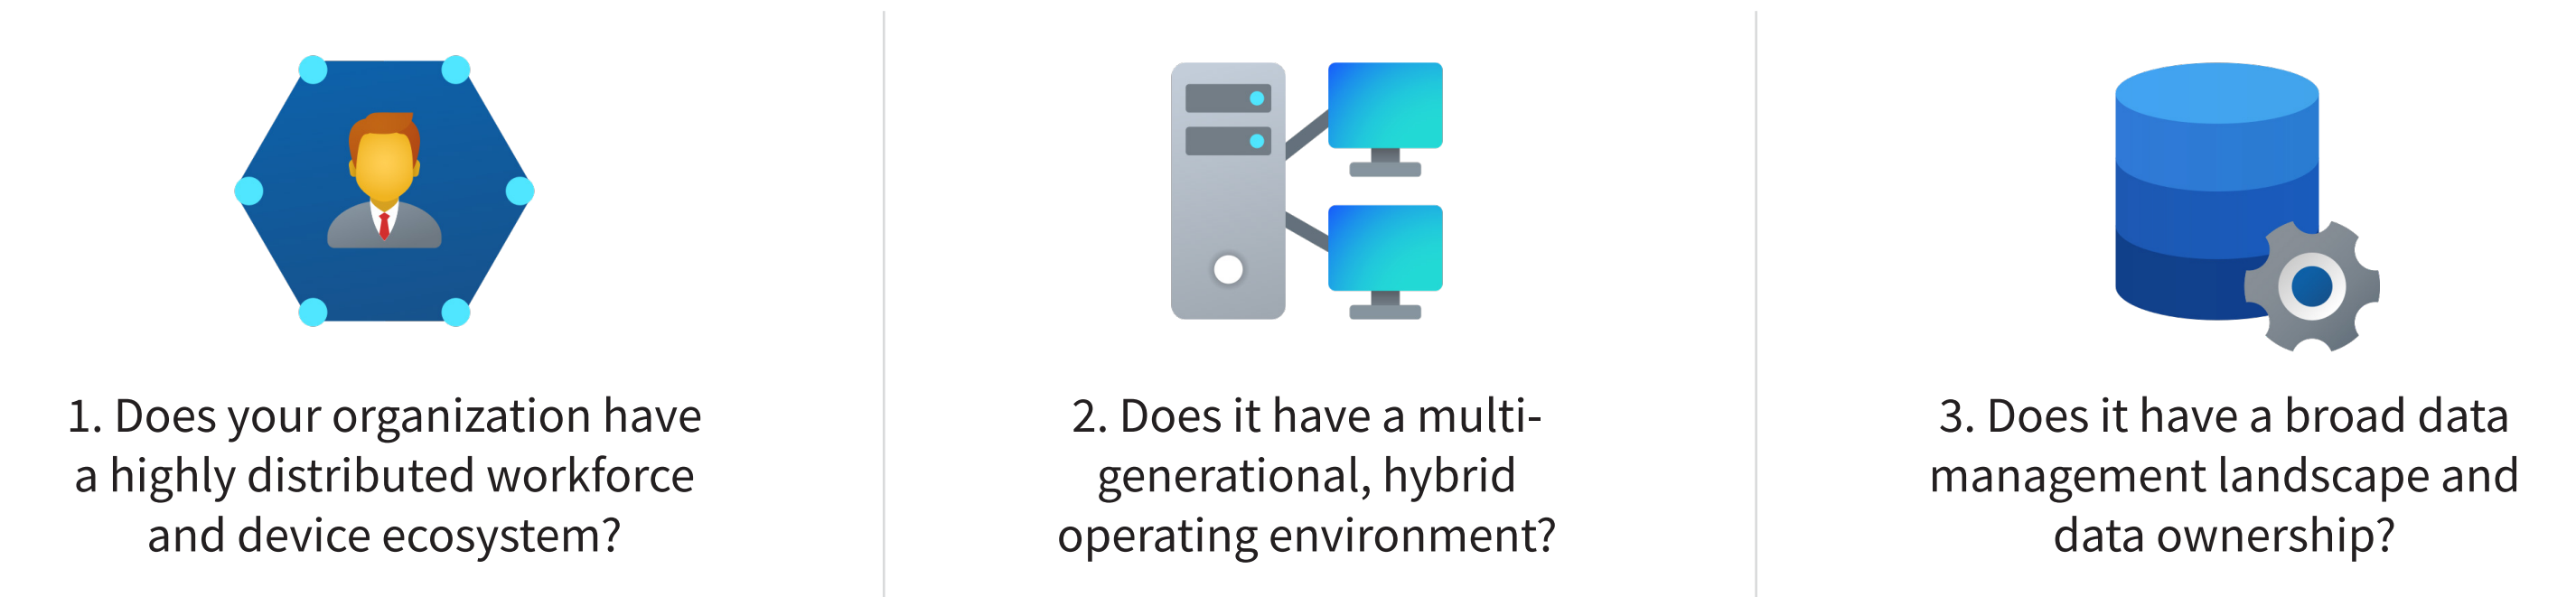 1. Does your organization have
a highly distributed workforce
and device ecosystem?
2. Does it have a multi-
generational, hybrid
operating environment?
3. Does it have a broad data
management landscape and
data ownership?